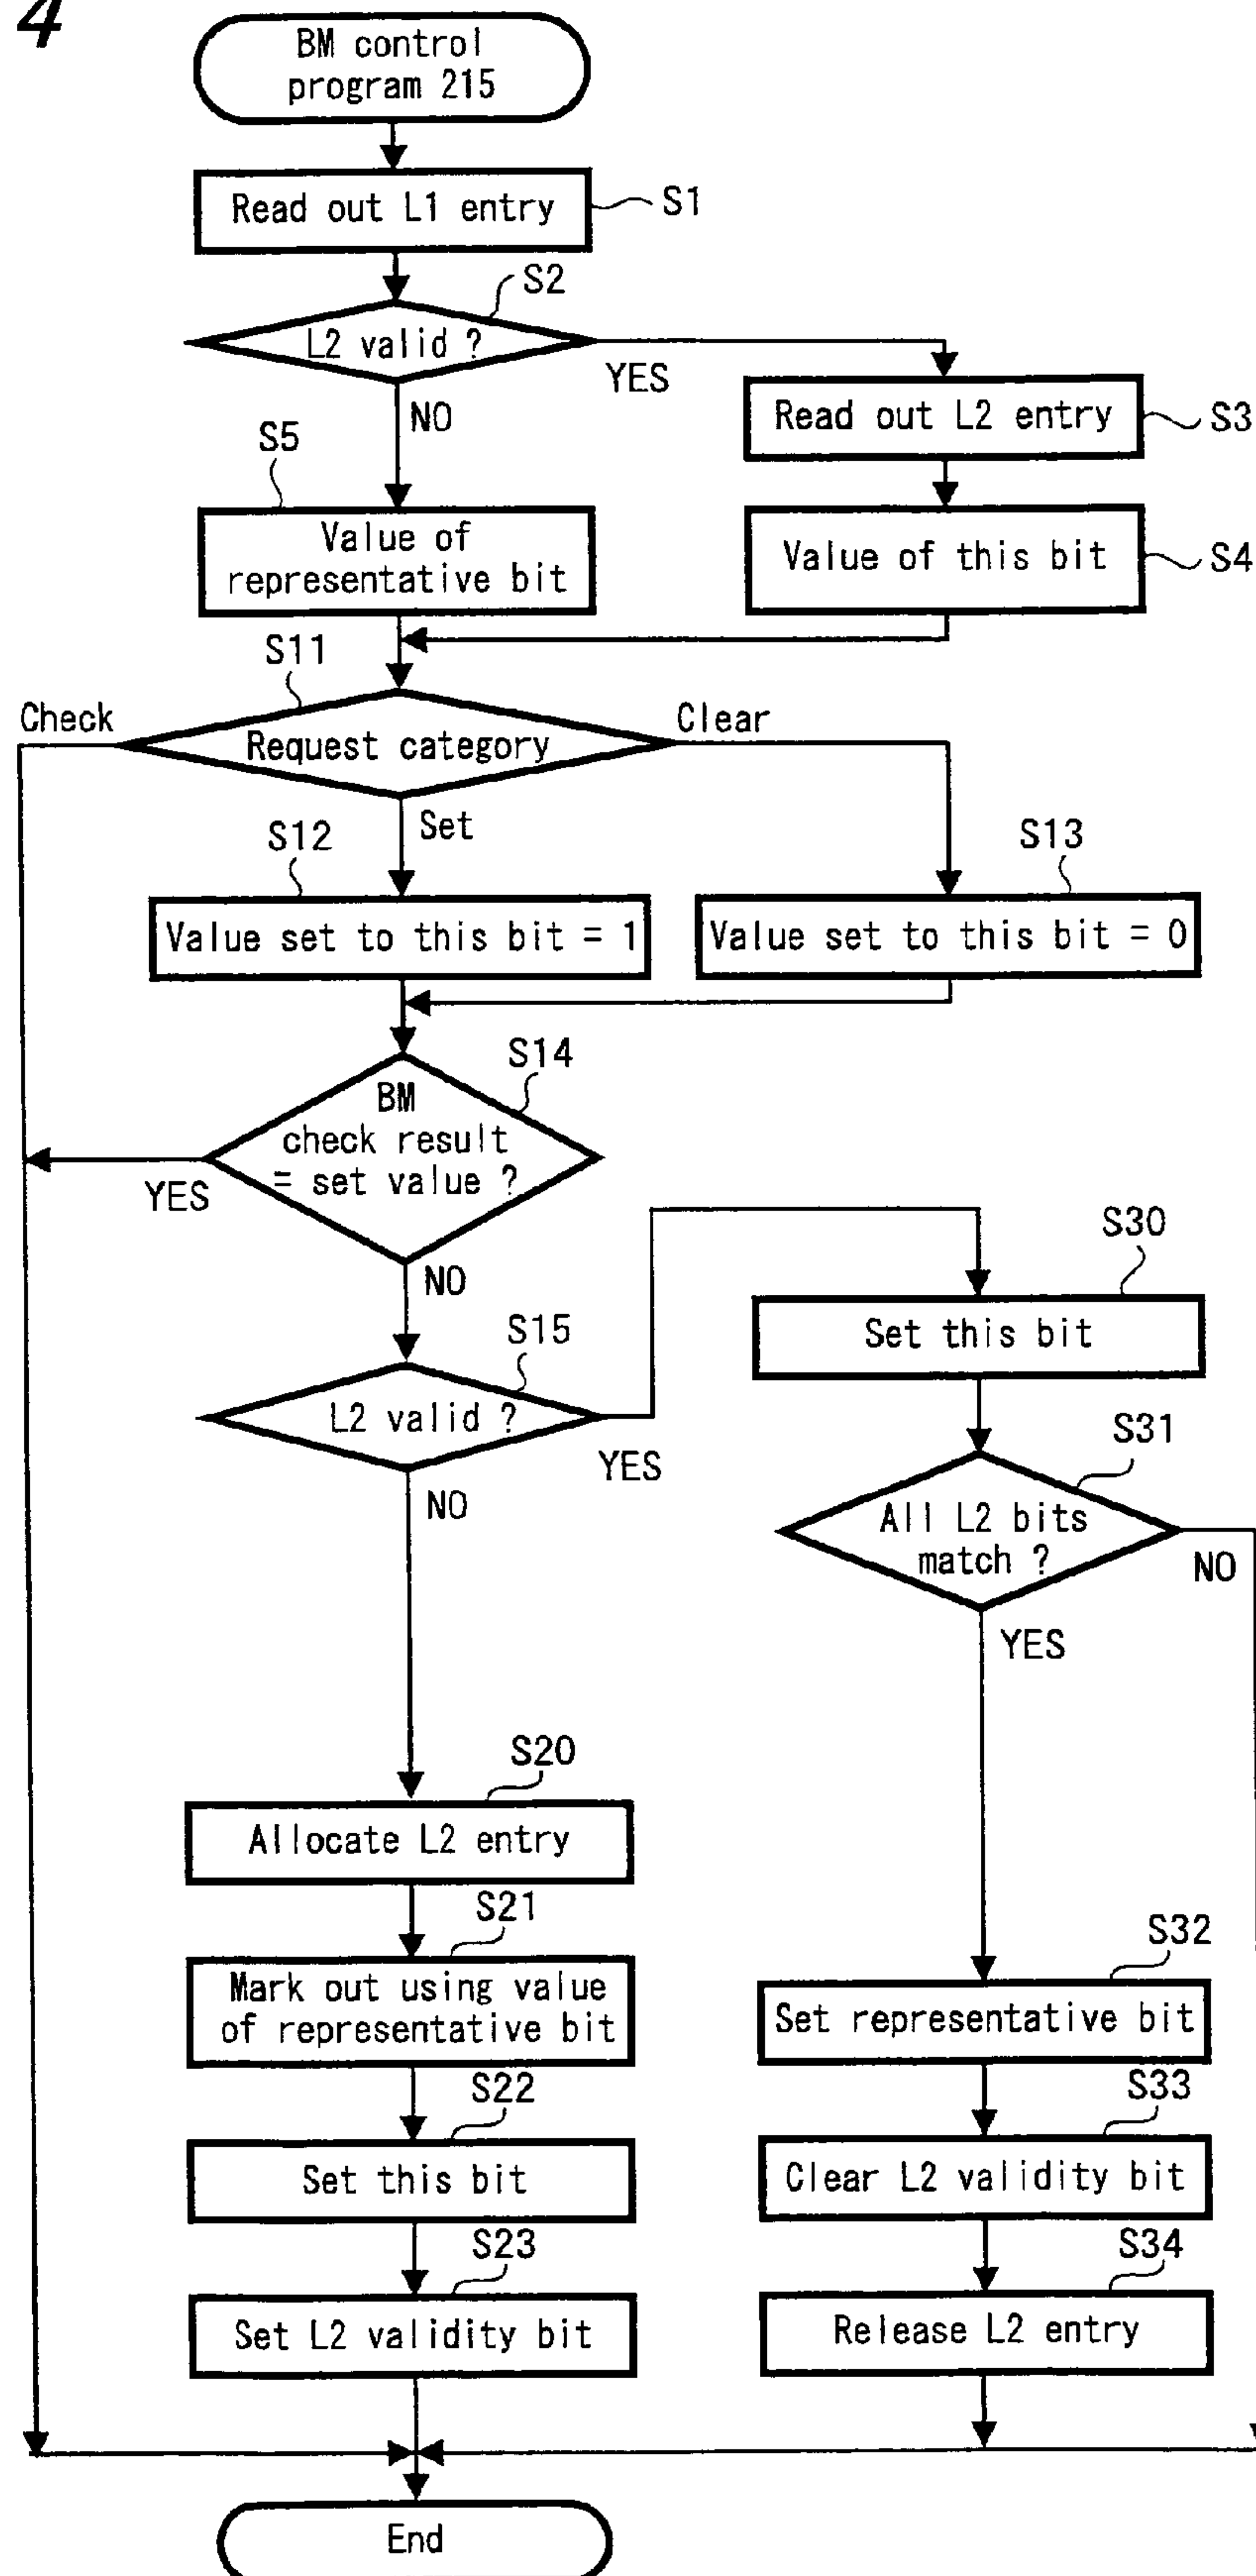 4
BM control
program 215
Read out L1 entry
S1
S2
L2 valid ?
YES
NO
Read out L2 entry
S3
S5
Value of
representative bit
Value of this bit
S4
S11
Check
Request category
Clear
Set
S12
Value set to this bit = 1
S13
Value set to this bit = 0
S14
BM
check result
= set value ?
YES
NO
S15
L2 valid ?
YES
NO
S30
Set this bit
S31
All L2 bits
match ?
NO
YES
S20
Allocate L2 entry
S21
Mark out using value
of representative bit
S22
Set this bit
S23
Set L2 validity bit
S32
Set representative bit
S33
Clear L2 validity bit
S34
Release L2 entry
End